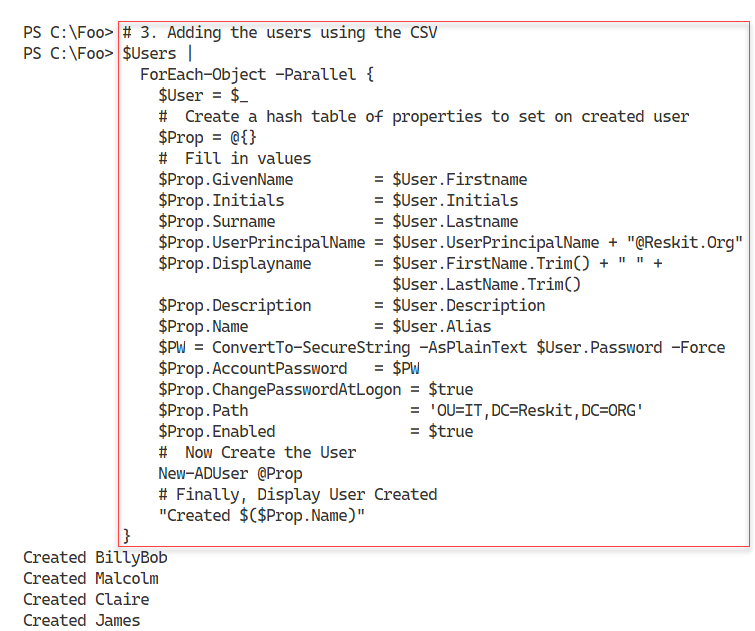 PS C:\Foo> # 3. Adding the users using the CSV
PS C:\Foo> $Users |
             ForEach-Object -Parallel {
               $User = $_
               #  Create a hash table of properties to set on created user
               $Prop = @{}
               #  Fill in values
               $Prop.GivenName         = $User.Firstname
               $Prop.Initials          = $User.Initials
               $Prop.Surname           = $User.Lastname
               $Prop.UserPrincipalName = $User.UserPrincipalName + "@Reskit.Org"
               $Prop.Displayname       = $User.FirstName.Trim() + " " +
                                         $User.LastName.Trim()
               $Prop.Description       = $User.Description
               $Prop.Name              = $User.Alias
               $PW = ConvertTo-SecureString -AsPlainText $User.Password -Force
               $Prop.AccountPassword   = $PW
               $Prop.ChangePasswordAtLogon = $true
               $Prop.Path                  = 'OU=IT,DC=Reskit,DC=ORG'
               $Prop.Enabled               = $true
               #  Now Create the User
               New-ADUser @Prop
               # Finally, Display User Created
               "Created $($Prop.Name)"
           }
Created BillyBob
Created Malcolm
Created Claire
Created James